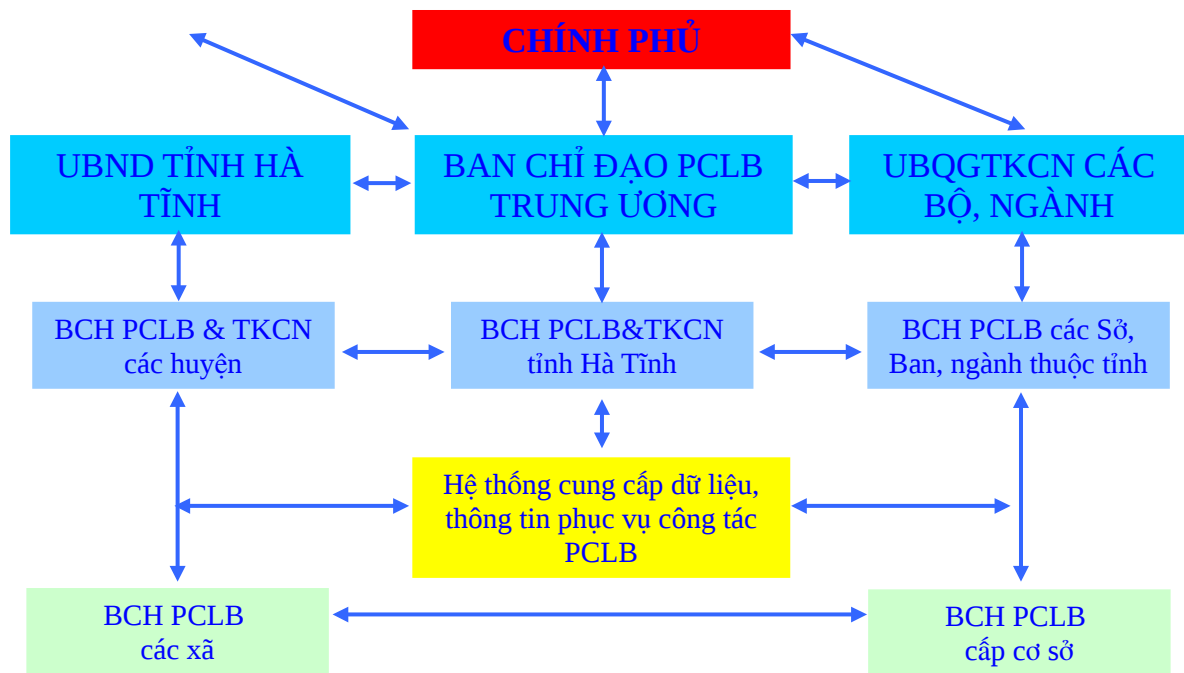 CHÍNH PHỦ
UBND TỈNH HÀ
TĨNH
BAN CHỈ ĐẠO PCLB
TRUNG ƯƠNG
UBQGTKCN CÁC
BỘ, NGÀNH
BCH PCLB & TKCN
các huyện
BCH PCLB&TKCN
tỉnh Hà Tĩnh
BCH PCLB các Sở,
Ban, ngành thuộc tỉnh
Hệ thống cung cấp dữ liệu,
thông tin phục vụ công tác
PCLB
BCH PCLB
các xã
BCH PCLB
cấp cơ sở